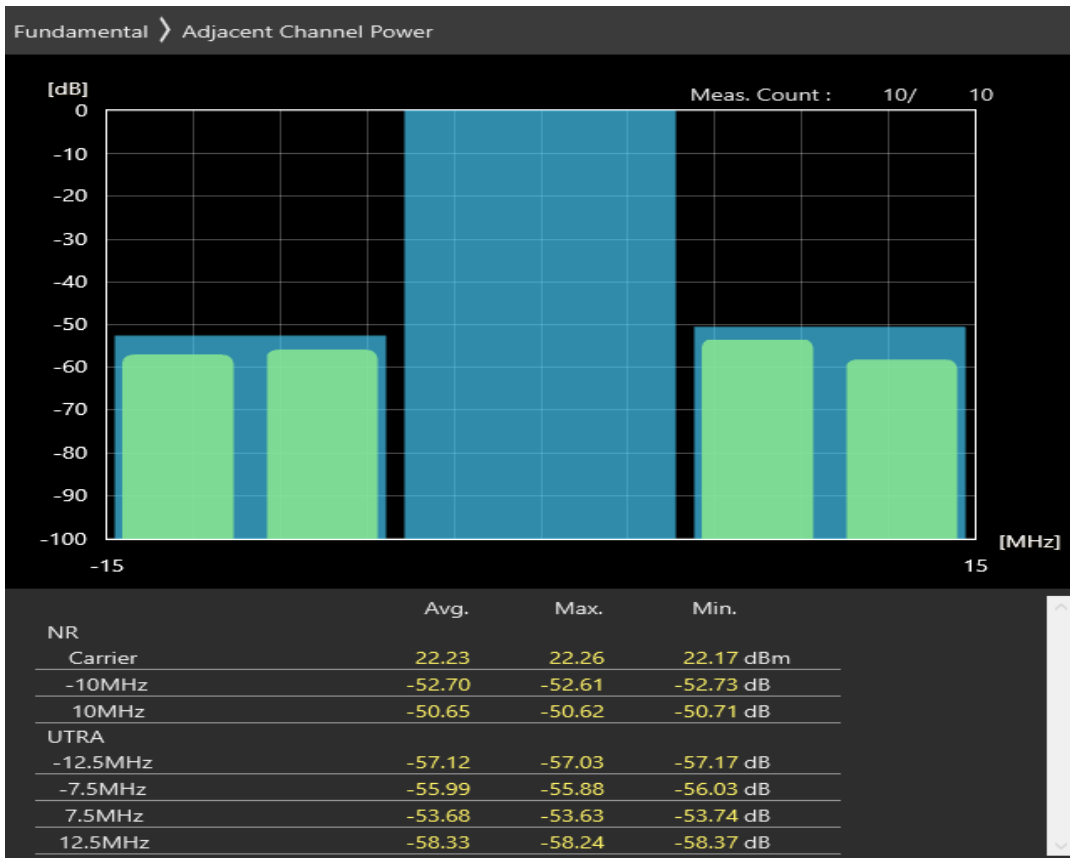 Fundamental 〉 Adjacent Channel Power
[dB]
Meas. Count : 10/ 10
0
-10
-20
-30
-40
-50
-60
-70
-80
-90
-100
[MHz]
-15 15
Avg. Max. Min.
NR
Carrier 22.23 22.26 22.17 dBm
-10MHz -52.70 -52.61 -52.73 dB
10MHz -50.65 -50.62 -50.71 dB
UTRA
-12.5MHz -57.12 -57.03 -57.17 dB
-7.5MHz -55.99 -55.88 -56.03 dB
7.5MHz -53.68 -53.63 -53.74 dB
12.5MHz -58.33 -58.24 -58.37 dB